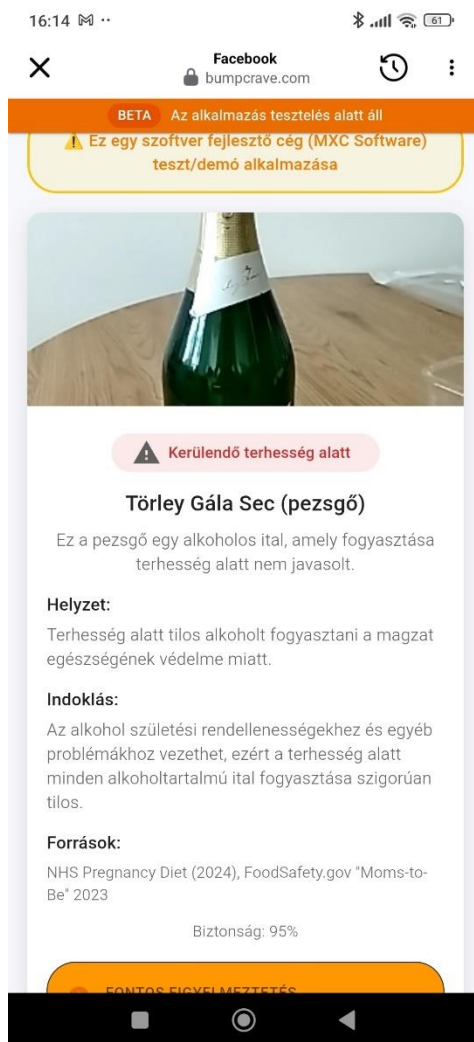 16:14
61
Facebook
bumpcrave.com
BETA Az alkalmazás tesztelés alatt áll
Ez egy szoftver fejlesztő cég (MXC Software)
teszt/demó alkalmazása
Kerülendő terhesség alatt
Törley Gála Sec (pezsgő)
Ez a pezsgő egy alkoholos ital, amely fogyasztása
terhesség alatt nem javasolt.
Helyzet:
Terhesség alatt tilos alkoholt fogyasztani a magzat
egészségének védelme miatt.
Indoklás:
Az alkohol születési rendellenességekhez és egyéb
problémákhoz vezethet, ezért a terhesség alatt
minden alkoholtartalmú ital fogyasztása szigorúan
tilos.
Források:
NHS Pregnancy Diet (2024), FoodSafety.gov "Moms-to-
Be" 2023
Biztonság: 95%
FONTOS FIGYELMEZTETÉS